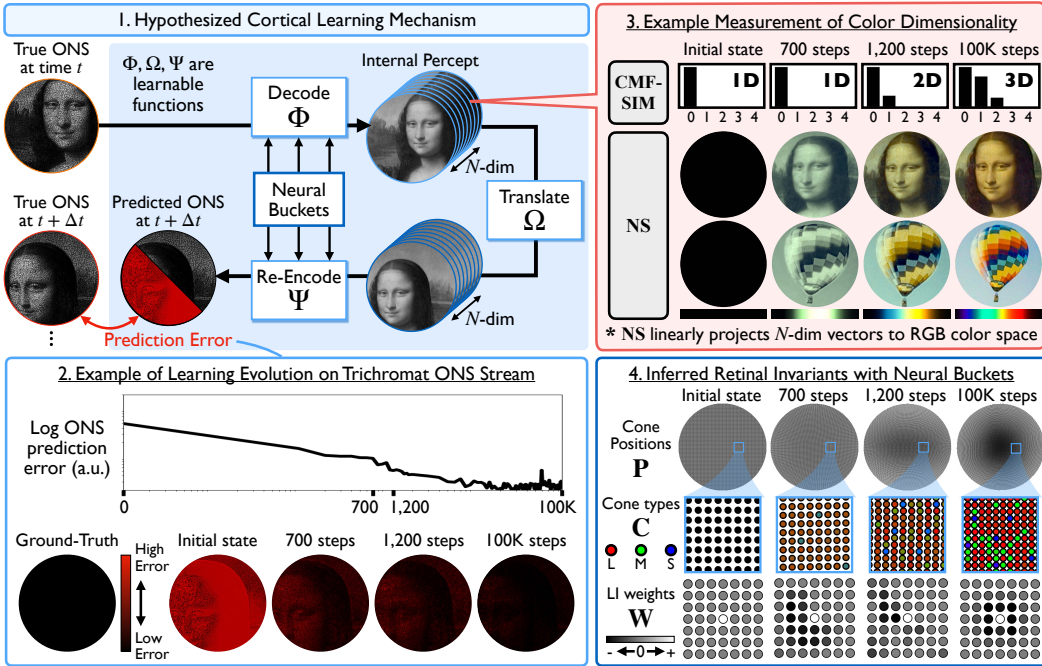 1. Hypothesized Cortical Learning Mechanism
True ONS
at time t
Φ, Ω, Ψ are
learnable
functions
Decode
Φ
Internal Percept
N-dim
Neural
Buckets
Translate
Ω
True ONS
at t + Δt
Predicted ONS
at t + Δt
Re-Encode
Ψ
N-dim
Prediction Error
⋮
2. Example of Learning Evolution on Trichromat ONS Stream
Log ONS
prediction
error (a.u.)
0 700 1,200 100K
Ground-Truth
High
Error
Low
Error
Initial state 700 steps 1,200 steps 100K steps
3. Example Measurement of Color Dimensionality
Initial state 700 steps 1,200 steps 100K steps
CMF-
SIM
1D 1D 2D 3D
0 1 2 3 4 0 1 2 3 4 0 1 2 3 4 0 1 2 3 4
NS
* NS linearly projects N-dim vectors to RGB color space
4. Inferred Retinal Invariants with Neural Buckets
Initial state 700 steps 1,200 steps 100K steps
Cone
Positions
P
Cone types
C
L M S
LI weights
W
- 0 +